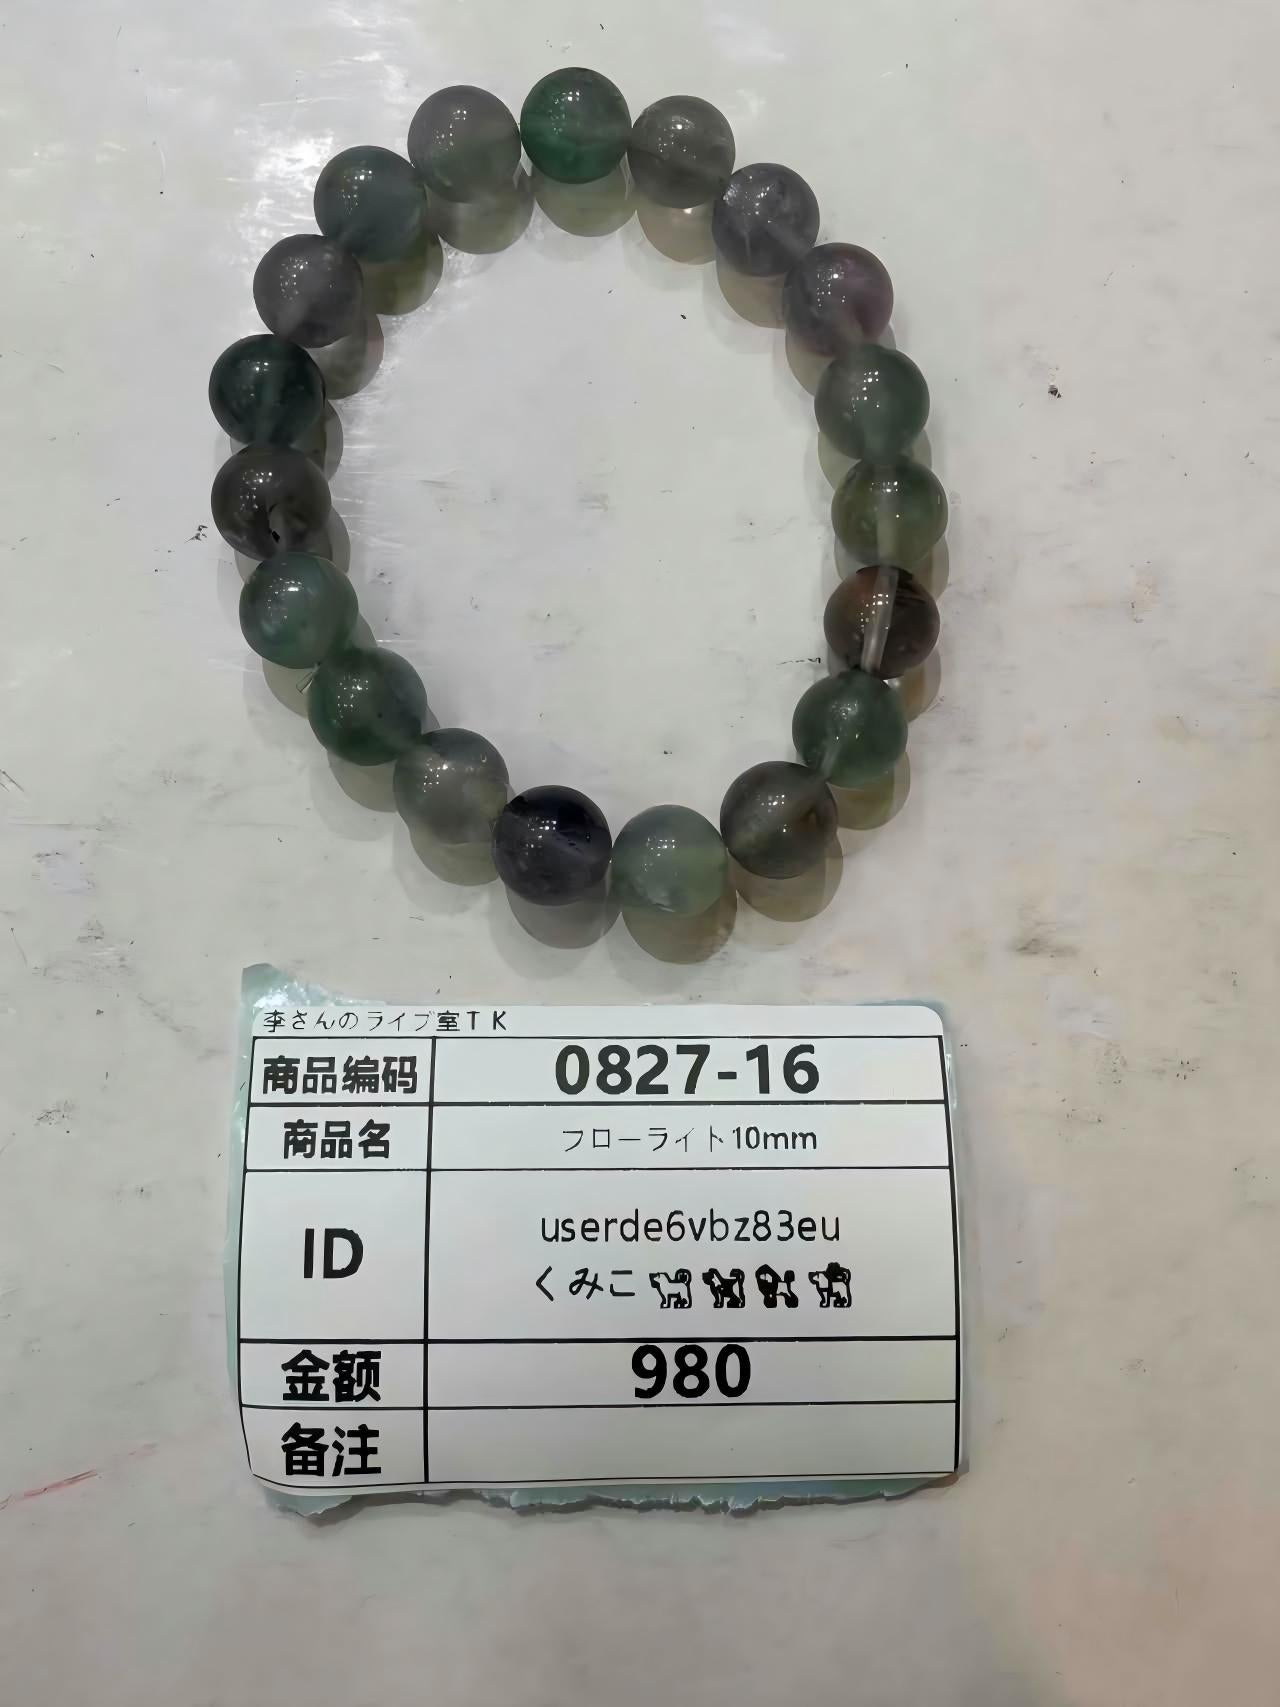 李さんのライブ室TK
商品编码 0827-16
商品名 フローライト10mm
ID userde6vbz83eu
くみこ
金额 980
备注